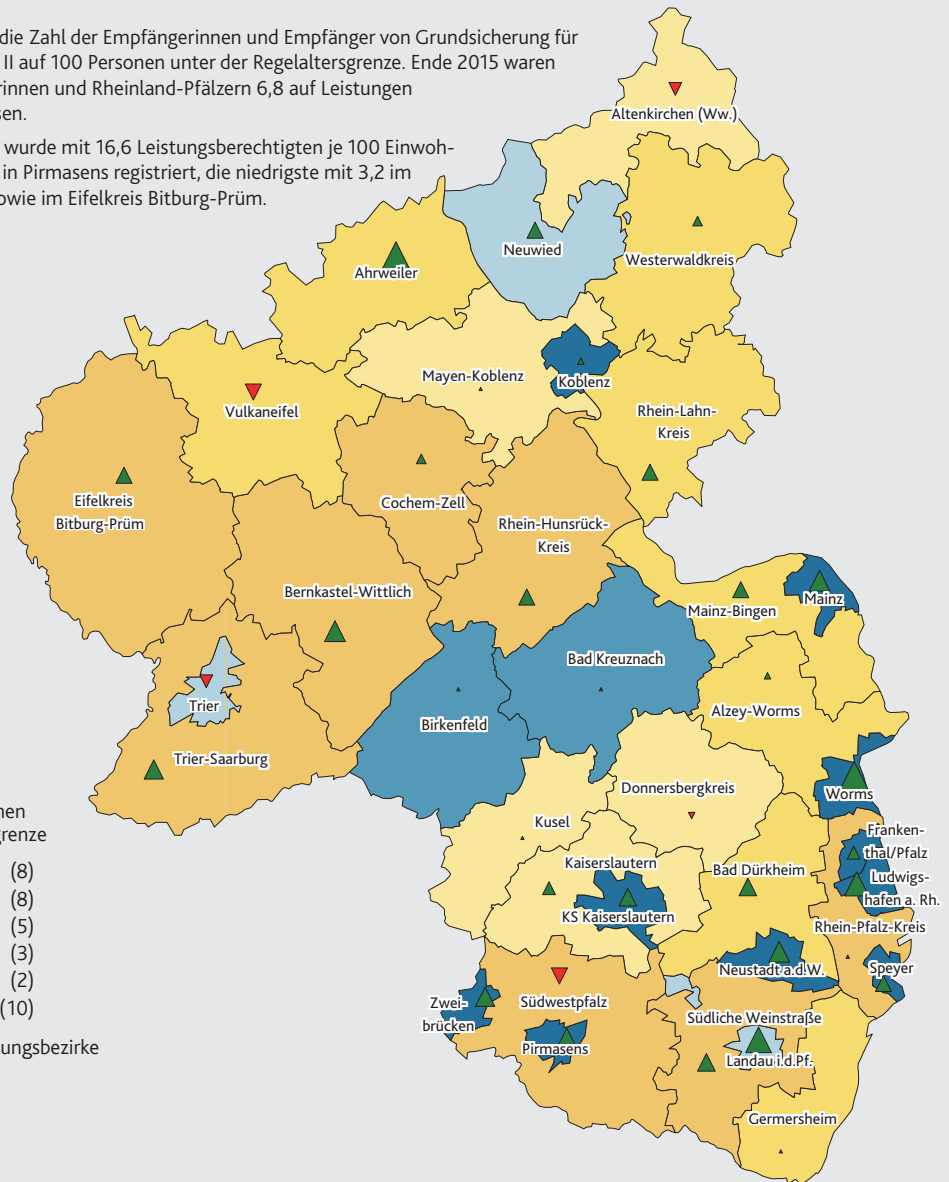 die Zahl der Empfängerinnen und Empfänger von Grundsicherung für
II auf 100 Personen unter der Regelaltersgrenze. Ende 2015 waren
rinnen und Rheinland-Pfälzern 6,8 auf Leistungen
sen.
wurde mit 16,6 Leistungsberechtigten je 100 Einwoh-
in Pirmasens registriert, die niedrigste mit 3,2 im
owie im Eifelkreis Bitburg-Prüm.
Altenkirchen (Ww.)
Neuwied
Westerwaldkreis
Ahrweiler
Mayen-Koblenz
Koblenz
Vulkaneifel
Rhein-Lahn-
Kreis
Eifelkreis
Bitburg-Prüm
Cochem-Zell
Rhein-Hunsrück-
Kreis
Bernkastel-Wittlich
Mainz-Bingen
Mainz
Bad Kreuznach
Trier
Alzey-Worms
Birkenfeld
Trier-Saarburg
Donnersbergkreis
Worms
Kusel
Franken-
thal/Pfalz
Kaiserslautern
Bad Dürkheim
Ludwigs-
hafen a. Rh.
KS Kaiserslautern
Rhein-Pfalz-Kreis
Neustadt a.d.W.
Speyer
Zwei-
brücken
Südwestpfalz
Südliche Weinstraße
Pirmasens
Landau i.d.Pf.
Germersheim
nen
grenze
(8)
(8)
(5)
(3)
(2)
(10)
ungsbezirke